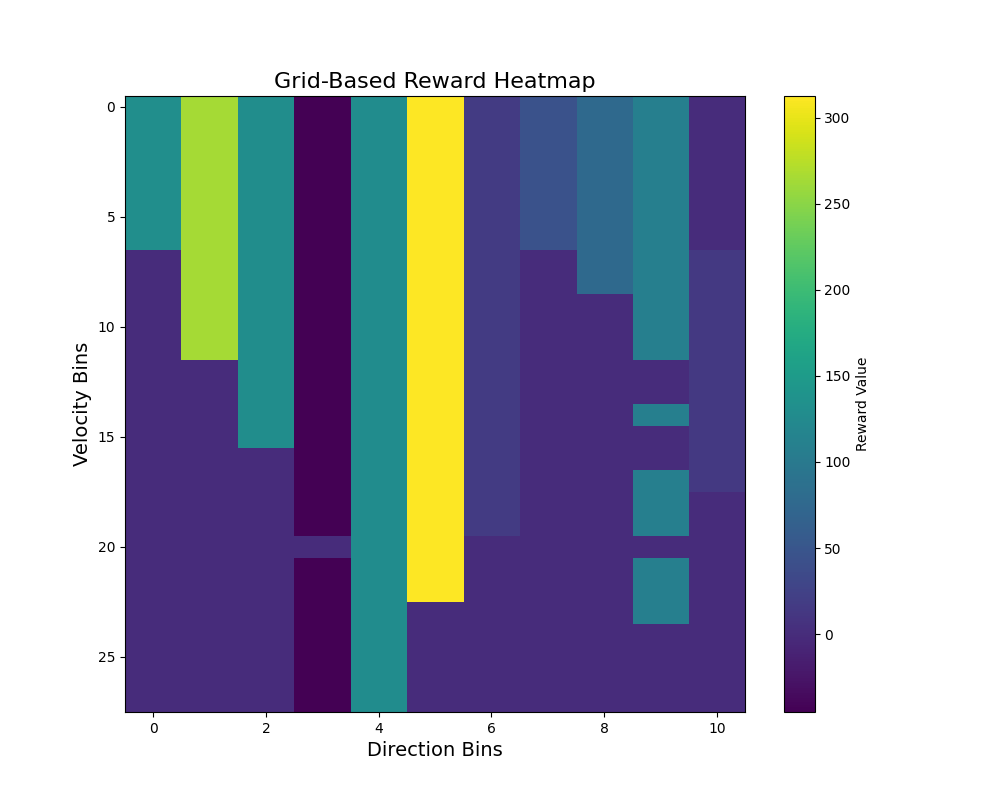 Grid-Based Reward Heatmap
0
5
10
15
20
25
Velocity Bins
0 2 4 6 8 10
Direction Bins
300
250
200
150
100
50
0
Reward Value